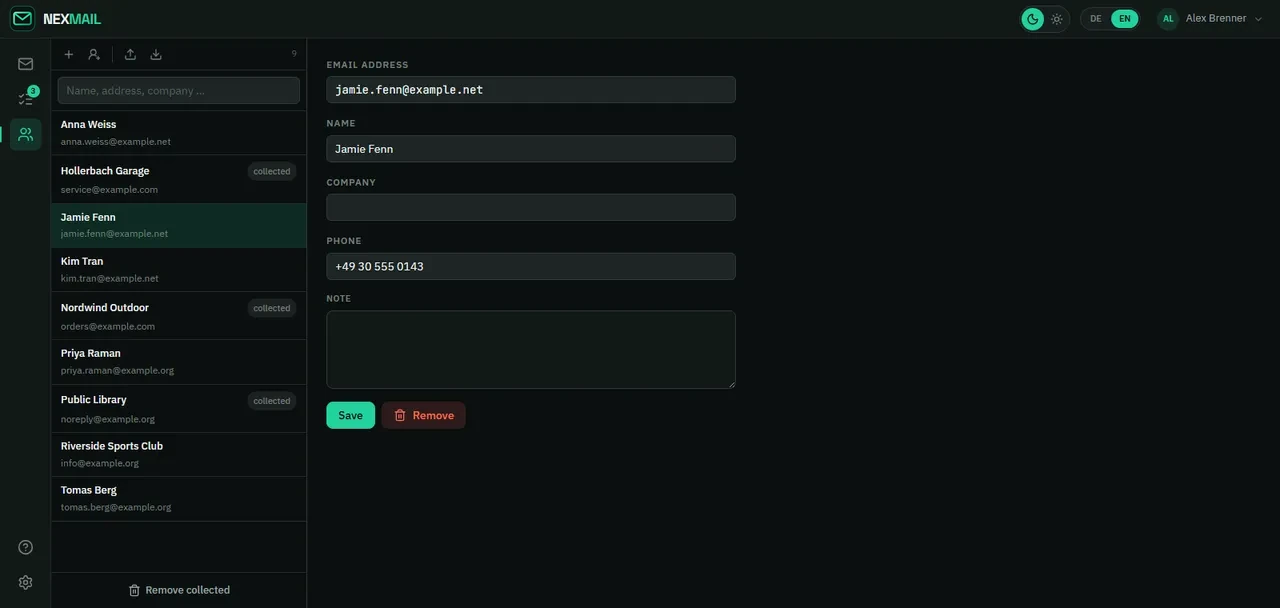 NEXMAIL
DE EN AL Alex Brenner
3
9
Name, address, company ...
Anna Weiss
anna.weiss@example.net
Hollerbach Garage collected
service@example.com
Jamie Fenn
jamie.fenn@example.net
Kim Tran
kim.tran@example.net
Nordwind Outdoor collected
orders@example.com
Priya Raman
priya.raman@example.org
Public Library collected
noreply@example.org
Riverside Sports Club
info@example.org
Tomas Berg
tomas.berg@example.org
Remove collected
EMAIL ADDRESS
jamie.fenn@example.net
NAME
Jamie Fenn
COMPANY
PHONE
+49 30 555 0143
NOTE
Save Remove